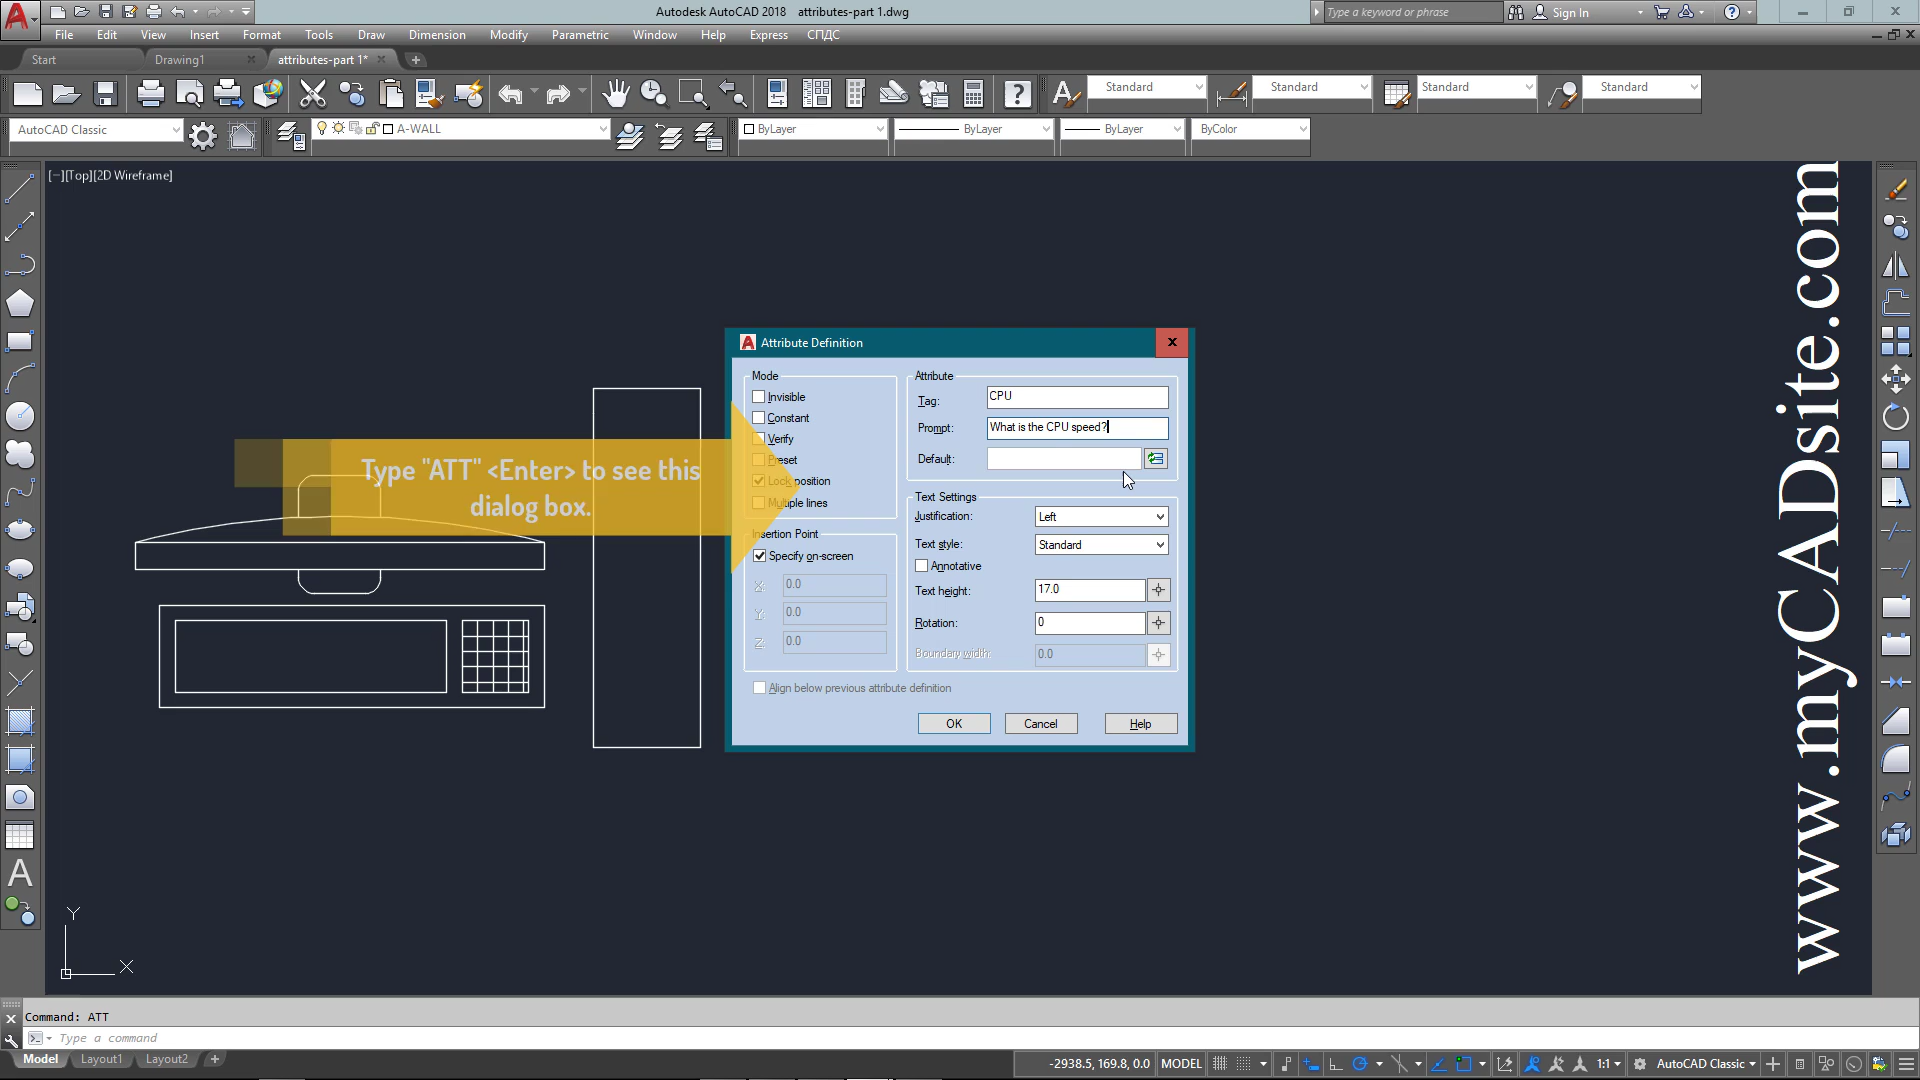 Autodesk AutoCAD 2018 attributes-part 1.dwg
Type a keyword or phrase
Sign In
File Edit View Insert Format Tools Draw Dimension Modify Parametric Window Help Express СПДС
Start Drawing1 attributes-part 1*
Standard Standard Standard Standard
AutoCAD Classic A-WALL ByLayer ByLayer ByLayer ByColor
[−][Top][2D Wireframe]
Attribute Definition
Mode
Invisible
Constant
Verify
Preset
Lock position
Multiple lines
Insertion Point
Specify on-screen
X: 0.0
Y: 0.0
Z: 0.0
Align below previous attribute definition
Attribute
Tag: CPU
Prompt: What is the CPU speed?
Default:
Text Settings
Justification: Left
Text style: Standard
Annotative
Text height: 17.0
Rotation: 0
Boundary width: 0.0
OK Cancel Help
Type "ATT" <Enter> to see this
dialog box.
www.myCADsite.com
Y
X
Command: ATT
Type a command
Model Layout1 Layout2
-2938.5, 169.8, 0.0 MODEL 1:1 AutoCAD Classic